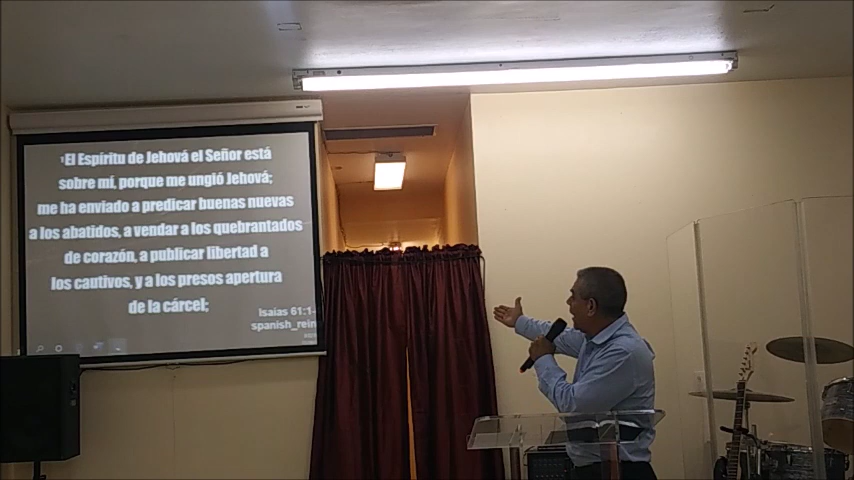 ¹El Espíritu de Jehová el Señor está
sobre mí, porque me ungió Jehová;
me ha enviado a predicar buenas nuevas
a los abatidos, a vendar a los quebrantados
de corazón, a publicar libertad a
los cautivos, y a los presos apertura
de la cárcel;
Isaías 61:1-
spanish_rein